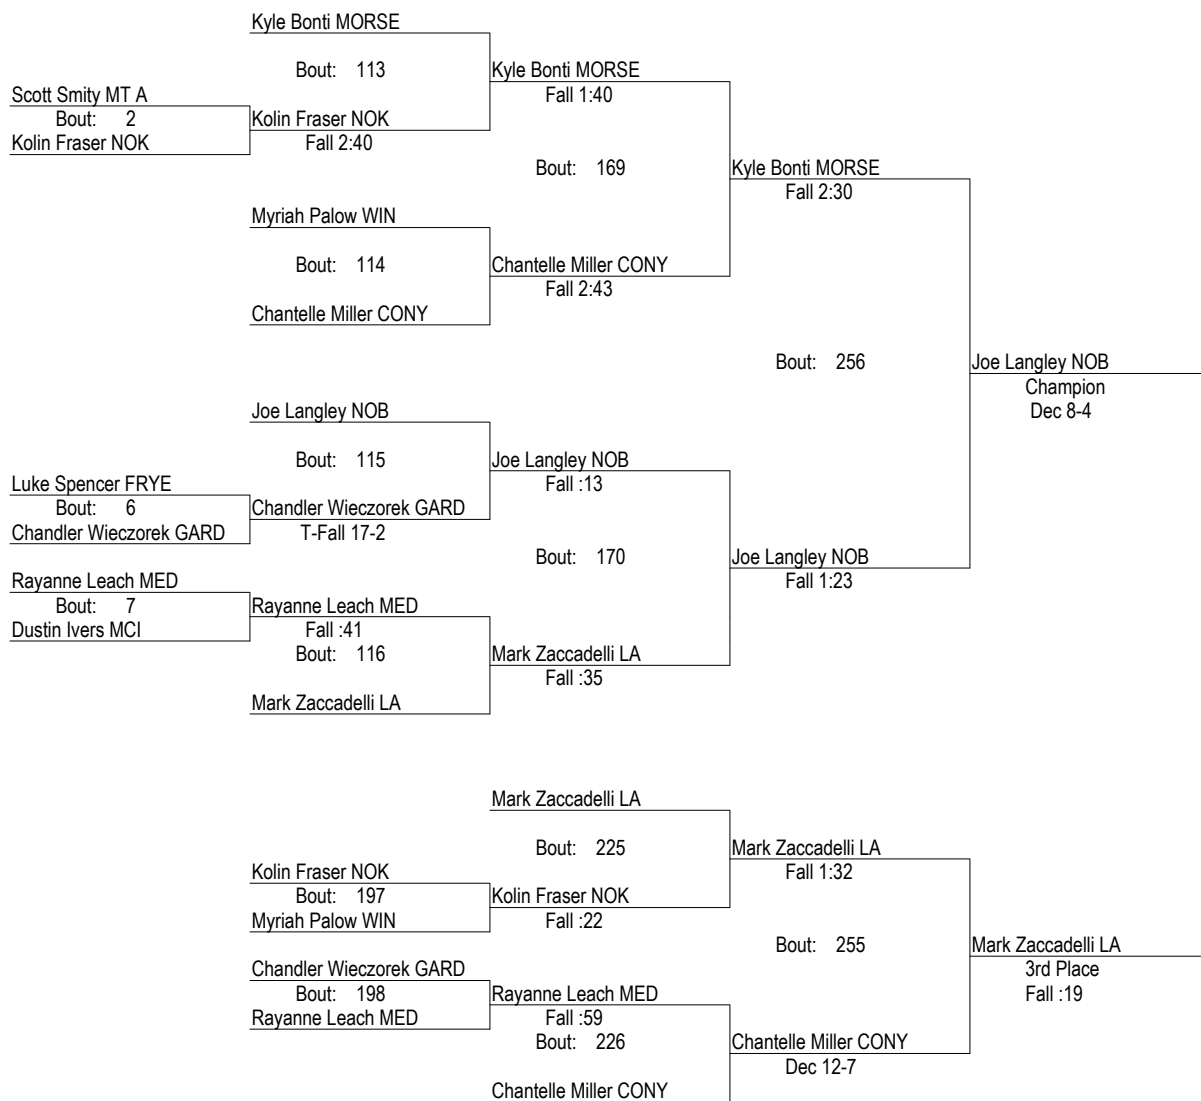 Kyle Bonti MORSE
Bout: 113
Kyle Bonti MORSE
Scott Smity MT A
Fall 1:40
Bout: 2
Kolin Fraser NOK
Kolin Fraser NOK
Fall 2:40
Bout: 169
Kyle Bonti MORSE
Fall 2:30
Myriah Palow WIN
Bout: 114
Chantelle Miller CONY
Fall 2:43
Chantelle Miller CONY
Bout: 256
Joe Langley NOB
Champion
Dec 8-4
Joe Langley NOB
Bout: 115
Joe Langley NOB
Luke Spencer FRYE
Fall :13
Bout: 6
Chandler Wieczorek GARD
Chandler Wieczorek GARD
T-Fall 17-2
Bout: 170
Joe Langley NOB
Rayanne Leach MED
Fall 1:23
Bout: 7
Rayanne Leach MED
Dustin Ivers MCI
Fall :41
Bout: 116
Mark Zaccadelli LA
Fall :35
Mark Zaccadelli LA
Mark Zaccadelli LA
Bout: 225
Mark Zaccadelli LA
Kolin Fraser NOK
Fall 1:32
Bout: 197
Kolin Fraser NOK
Myriah Palow WIN
Fall :22
Bout: 255
Mark Zaccadelli LA
Chandler Wieczorek GARD
3rd Place
Bout: 198
Rayanne Leach MED
Fall :19
Rayanne Leach MED
Fall :59
Bout: 226
Chantelle Miller CONY
Dec 12-7
Chantelle Miller CONY